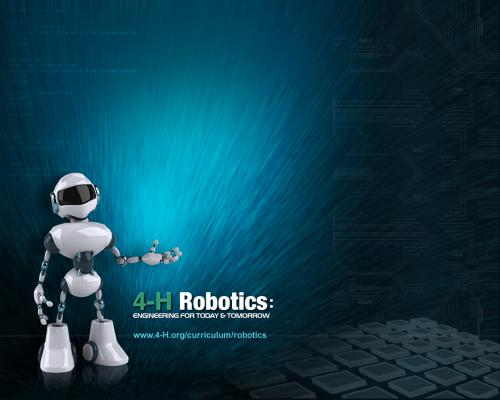 4-H Robotics:
ENGINEERING FOR TODAY & TOMORROW
www.4-H.org/curriculum/robotics